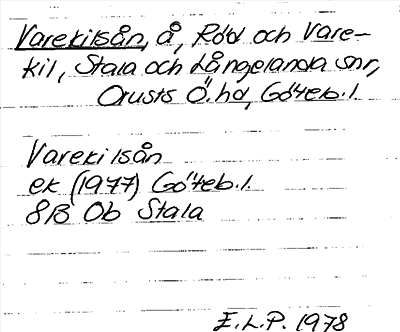 Varekilsån, å, Röd och Vare-
kil, Stala och Långelanda snr,
Orusts Ö. hd, Göteb. l.
Varekilsån
ek (1977) Göteb. l.
8B Ob Stala
E.L.P. 1978